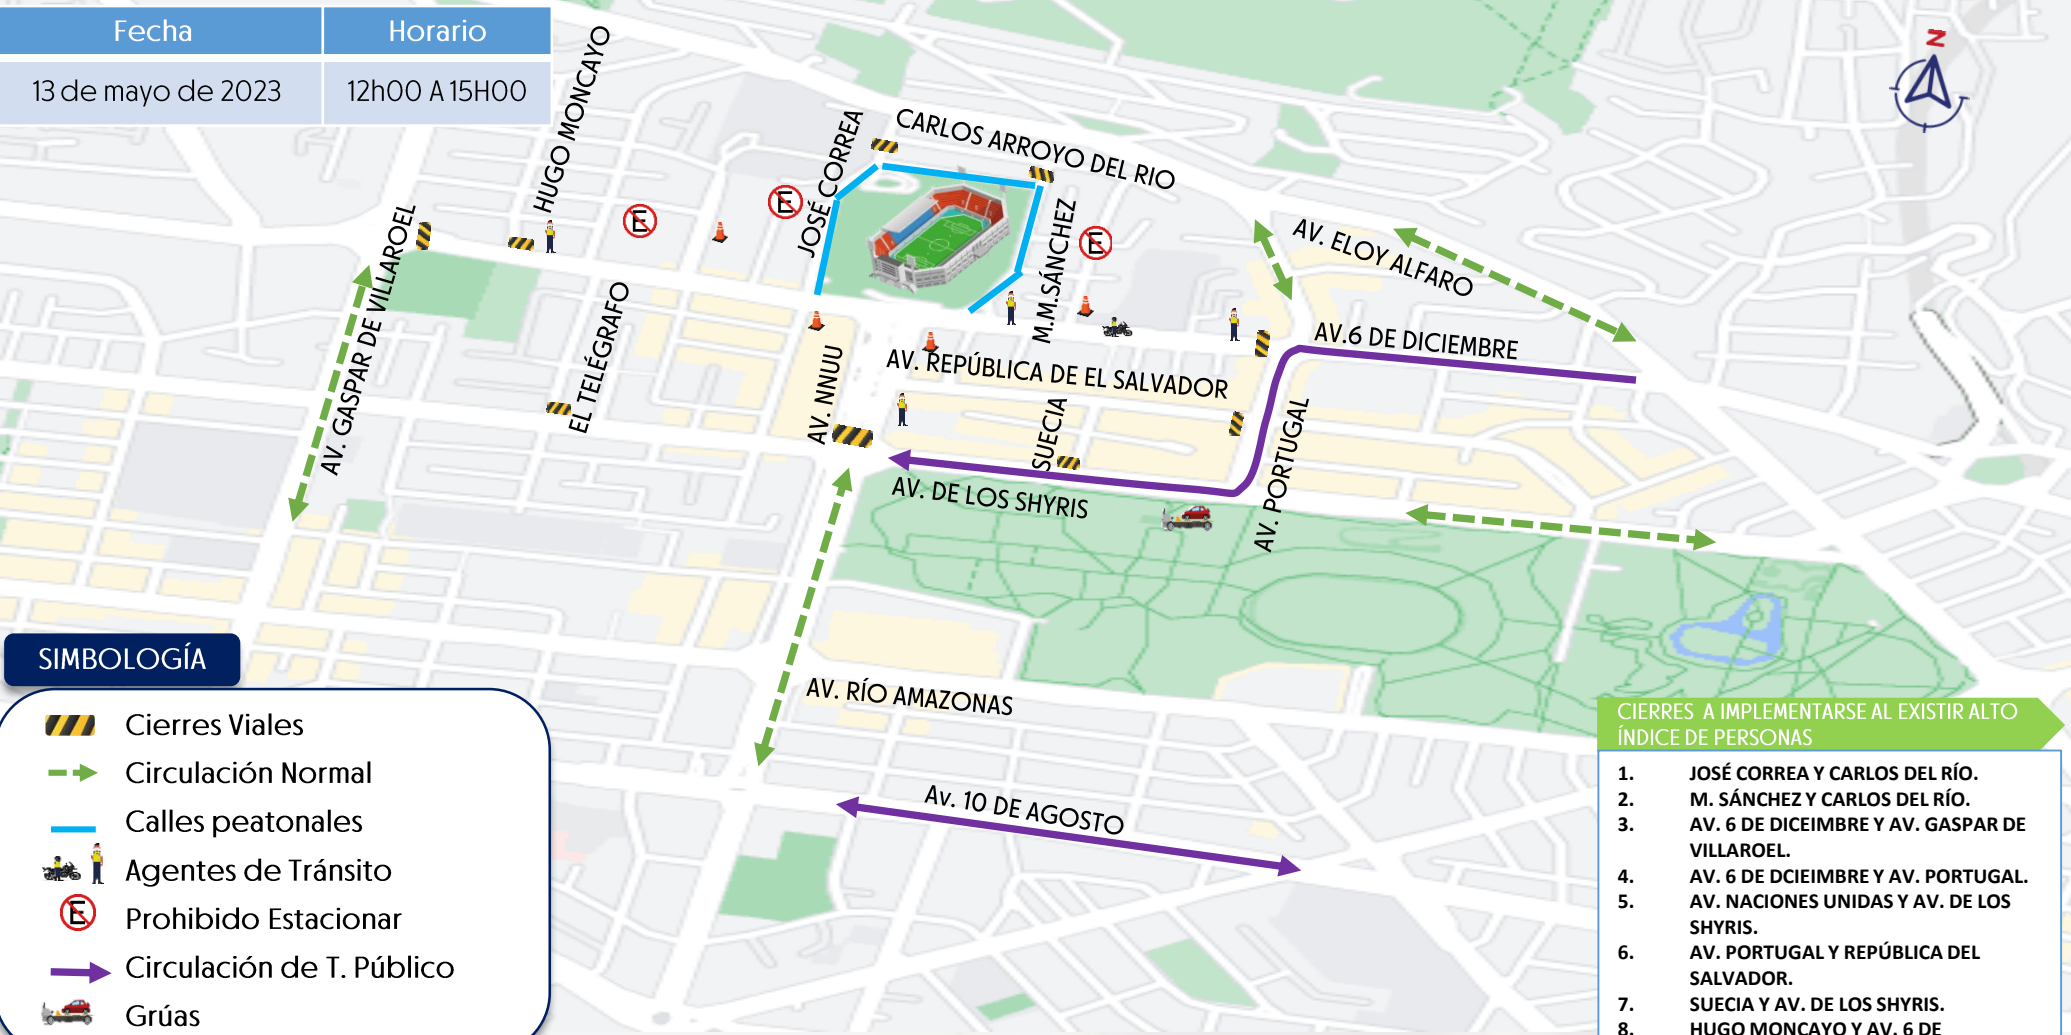 Fecha
Horario
13 de mayo de 2023
12h00 A 15H00
HUGO MONCAYO
JOSÉ CORREA
CARLOS ARROYO DEL RIO
N
AV. GASPAR DE VILLAROEL
EL TELÉGRAFO
M.M.SÁNCHEZ
AV. ELOY ALFARO
AV.6 DE DICIEMBRE
AV. NNUU
AV. REPÚBLICA DE EL SALVADOR
SUECIA
AV. PORTUGAL
AV. DE LOS SHYRIS
AV. RÍO AMAZONAS
Av. 10 DE AGOSTO
E
E
E
SIMBOLOGÍA
Cierres Viales
Circulación Normal
Calles peatonales
Agentes de Tránsito
E
Prohibido Estacionar
Circulación de T. Público
Grúas
CIERRES A IMPLEMENTARSE AL EXISTIR ALTO
ÍNDICE DE PERSONAS
1. JOSÉ CORREA Y CARLOS DEL RÍO.
2. M. SÁNCHEZ Y CARLOS DEL RÍO.
3. AV. 6 DE DICEIMBRE Y AV. GASPAR DE
VILLAROEL.
4. AV. 6 DE DCIEIMBRE Y AV. PORTUGAL.
5. AV. NACIONES UNIDAS Y AV. DE LOS
SHYRIS.
6. AV. PORTUGAL Y REPÚBLICA DEL
SALVADOR.
7. SUECIA Y AV. DE LOS SHYRIS.
8. HUGO MONCAYO Y AV. 6 DE